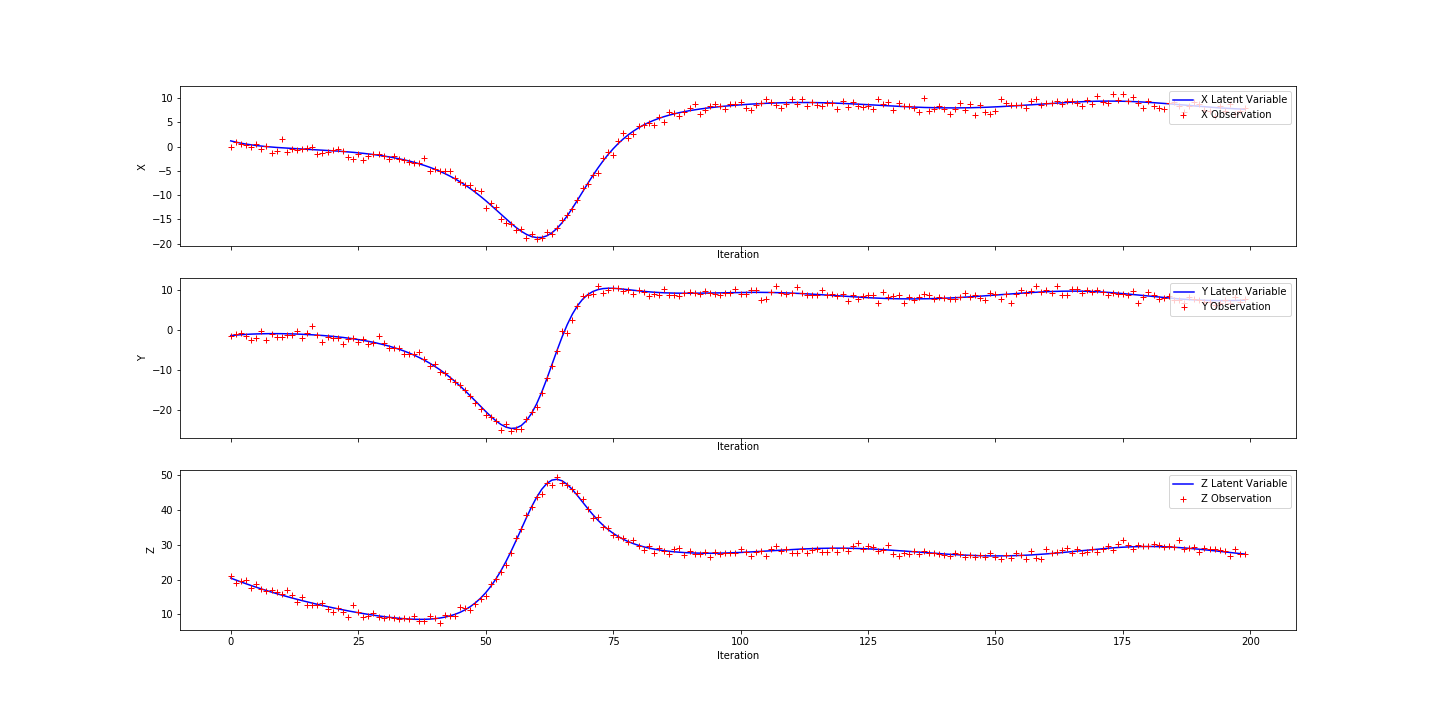 10
5
0
−5
−10
−15
−20
X
Iteration
X Latent Variable
X Observation
10
0
−10
−20
Y
Iteration
Y Latent Variable
Y Observation
50
40
30
20
10
Z
Z Latent Variable
Z Observation
0 25 50 75 100 125 150 175 200
Iteration